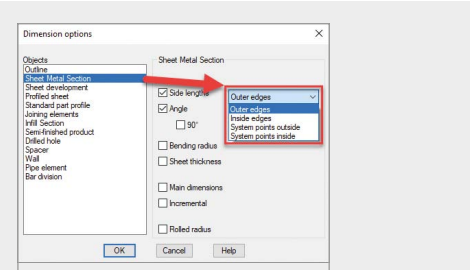 Dimension options
Objects
Outline
Sheet Metal Section
Sheet development
Profiled sheet
Standard part profile
Joining elements
Infill Section
Semi-finished product
Drilled hole
Spacer
Wall
Pipe element
Bar division
Sheet Metal Section
Side lengths
Outer edges
Outer edges
Inside edges
System points outside
System points inside
Angle
90°
Bending radius
Sheet thickness
Main dimensions
Incremental
Rolled radius
OK Cancel Help